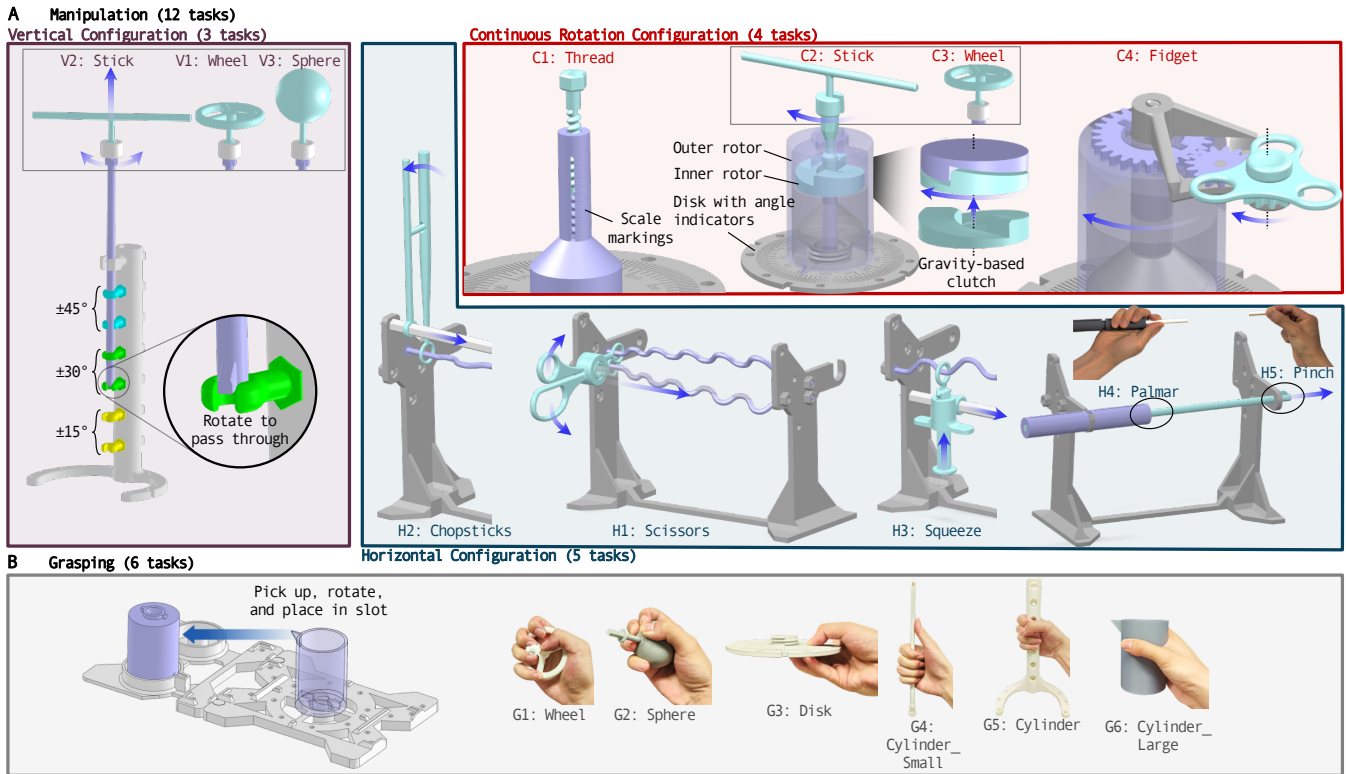 A Manipulation (12 tasks)
Vertical Configuration (3 tasks)
V2: Stick V1: Wheel V3: Sphere
±45°
±30°
±15°
Rotate to
pass through
Continuous Rotation Configuration (4 tasks)
C1: Thread
C2: Stick
C3: Wheel
C4: Fidget
Scale
markings
Outer rotor
Inner rotor
Disk with angle
indicators
Gravity-based
clutch
H2: Chopsticks
H1: Scissors
H3: Squeeze
H4: Palmar
H5: Pinch
Horizontal Configuration (5 tasks)
B Grasping (6 tasks)
Pick up, rotate,
and place in slot
G1: Wheel
G2: Sphere
G3: Disk
G4:
Cylinder_
Small
G5: Cylinder
G6: Cylinder_
Large